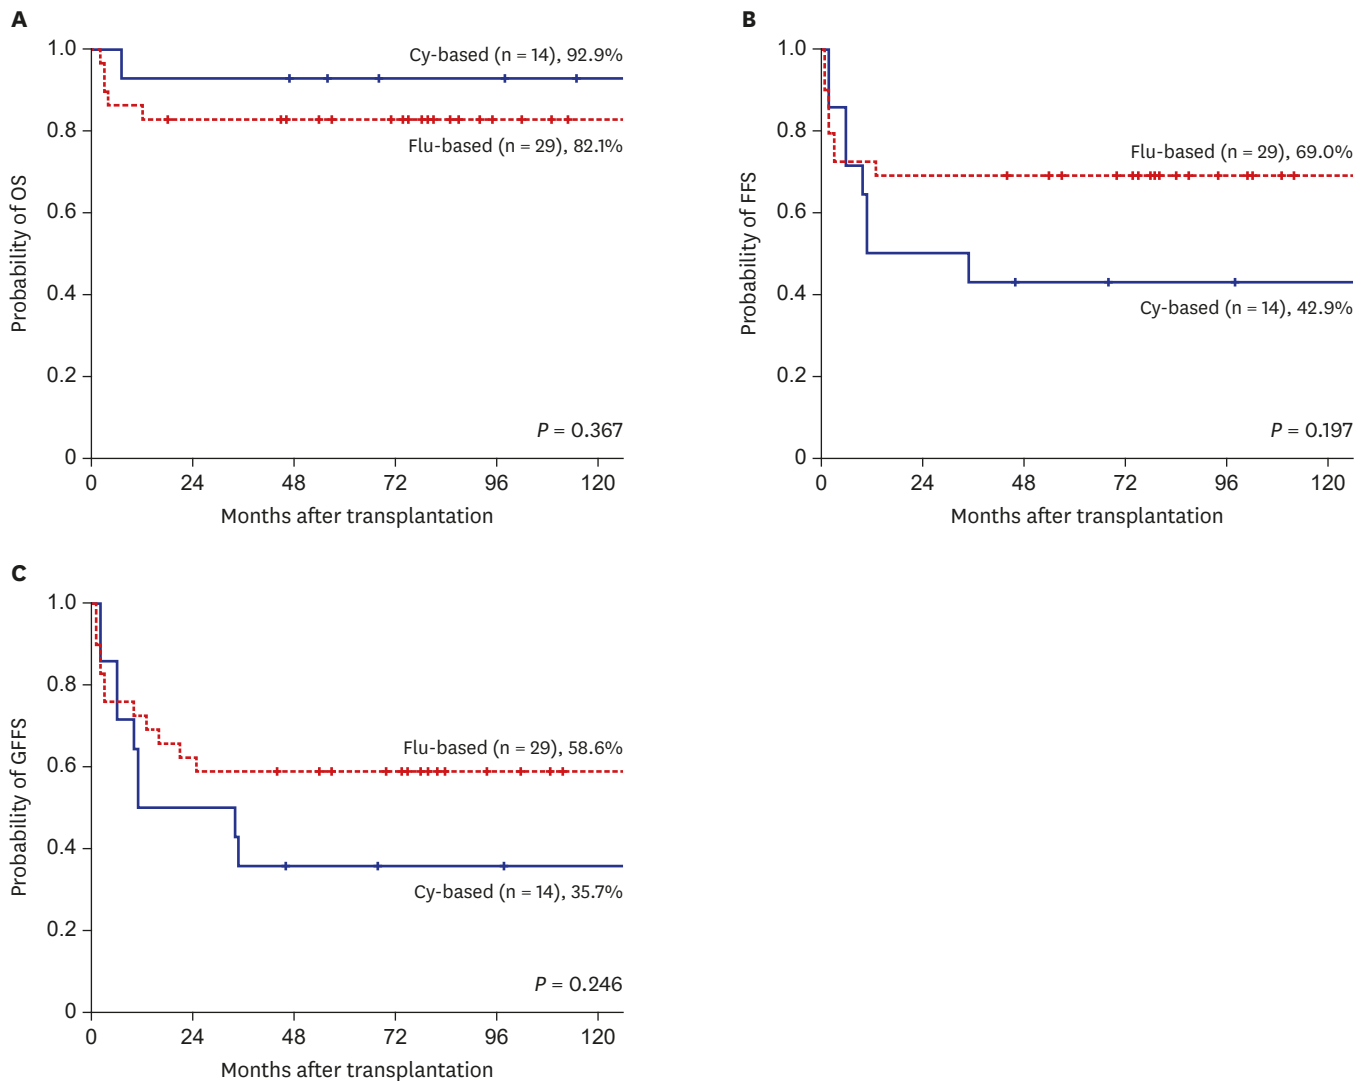 A
Probability of OS
1.0
0.8
0.6
0.4
0.2
0
Cy-based (n = 14), 92.9%
Flu-based (n = 29), 82.1%
P = 0.367
0 24 48 72 96 120
Months after transplantation
B
Probability of FFS
1.0
0.8
0.6
0.4
0.2
0
Flu-based (n = 29), 69.0%
Cy-based (n = 14), 42.9%
P = 0.197
0 24 48 72 96 120
Months after transplantation
C
Probability of GFFS
1.0
0.8
0.6
0.4
0.2
0
Flu-based (n = 29), 58.6%
Cy-based (n = 14), 35.7%
P = 0.246
0 24 48 72 96 120
Months after transplantation